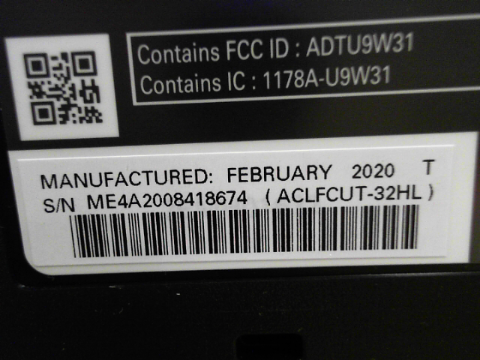 Contains FCC ID : ADTU9W31
Contains IC : 1178A-U9W31
MANUFACTURED: FEBRUARY 2020 T
S/N ME4A2008418674 (ACLFCUT-32HL)